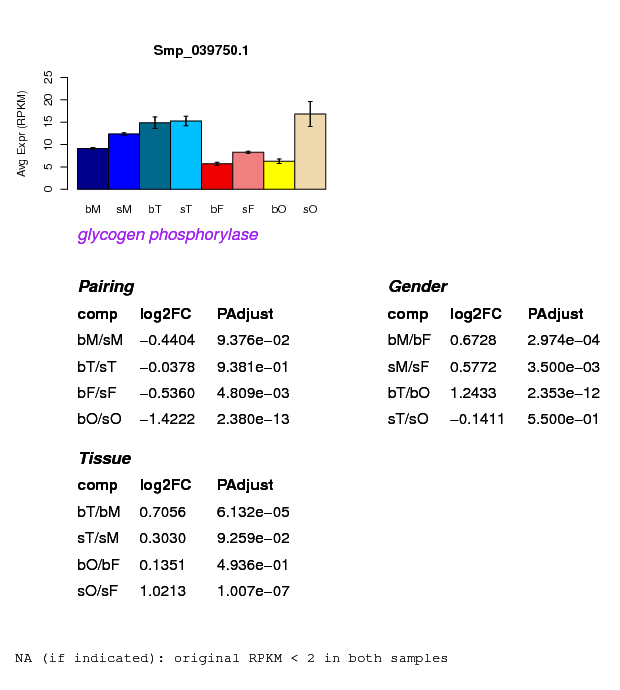 Smp_039750.1
Avg Expr (RPKM)
25
20
15
10
5
0
bM sM bT sT bF sF bO sO
glycogen phosphorylase
Pairing
comp log2FC PAdjust
bM/sM −0.4404 9.376e−02
bT/sT −0.0378 9.381e−01
bF/sF −0.5360 4.809e−03
bO/sO −1.4222 2.380e−13
Gender
comp log2FC PAdjust
bM/bF 0.6728 2.974e−04
sM/sF 0.5772 3.500e−03
bT/bO 1.2433 2.353e−12
sT/sO −0.1411 5.500e−01
Tissue
comp log2FC PAdjust
bT/bM 0.7056 6.132e−05
sT/sM 0.3030 9.259e−02
bO/bF 0.1351 4.936e−01
sO/sF 1.0213 1.007e−07
NA (if indicated): original RPKM < 2 in both samples